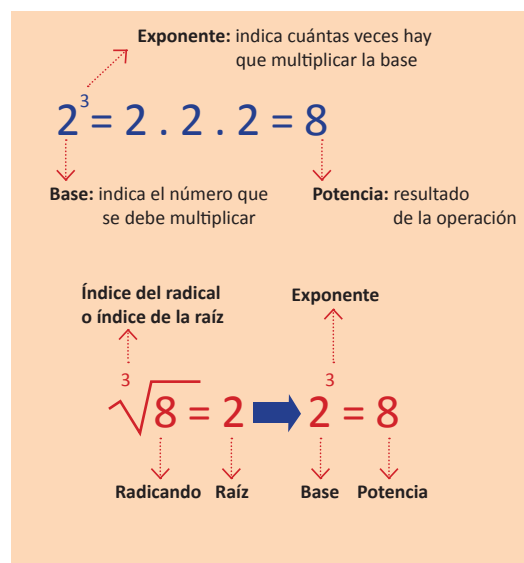 Exponente: indica cuántas veces hay
que multiplicar la base
2³ = 2 . 2 . 2 = 8
Base: indica el número que
se debe multiplicar
Potencia: resultado
de la operación
Índice del radical
o índice de la raíz
Exponente
∛8 = 2 2³ = 8
Radicando Raíz Base Potencia